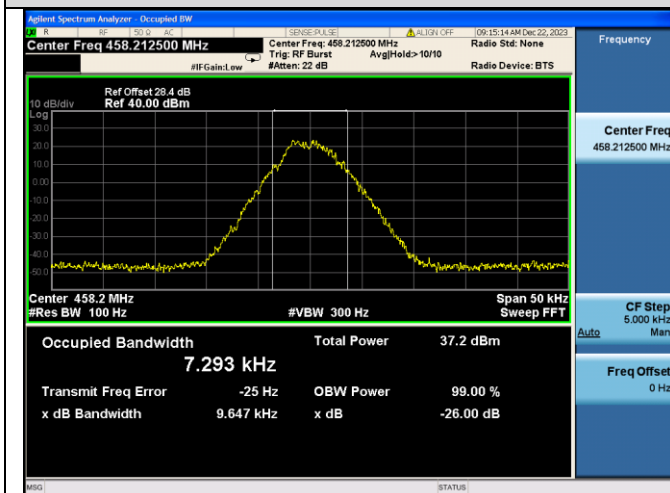 Agilent Spectrum Analyzer - Occupied BW
R RF 50 Ω AC SENSE:PULSE ALIGN OFF 09:15:14 AM Dec 22, 2023
Center Freq 458.212500 MHz
Center Freq: 458.212500 MHz
Radio Std: None
Trig: RF Burst Avg|Hold:> 10/10
#IFGain:Low #Atten: 22 dB Radio Device: BTS
Ref Offset 28.4 dB
10 dB/div Ref 40.00 dBm
Log
30.0
20.0
10.0
0.00
-10.0
-20.0
-30.0
-40.0
-50.0
Center 458.2 MHz Span 50 kHz
#Res BW 100 Hz #VBW 300 Hz Sweep FFT
Occupied Bandwidth Total Power 37.2 dBm
7.293 kHz
Transmit Freq Error -25 Hz OBW Power 99.00 %
x dB Bandwidth 9.647 kHz x dB -26.00 dB
MSG STATUS
Frequency
Center Freq
458.212500 MHz
CF Step
5.000 kHz
Auto Man
Freq Offset
0 Hz